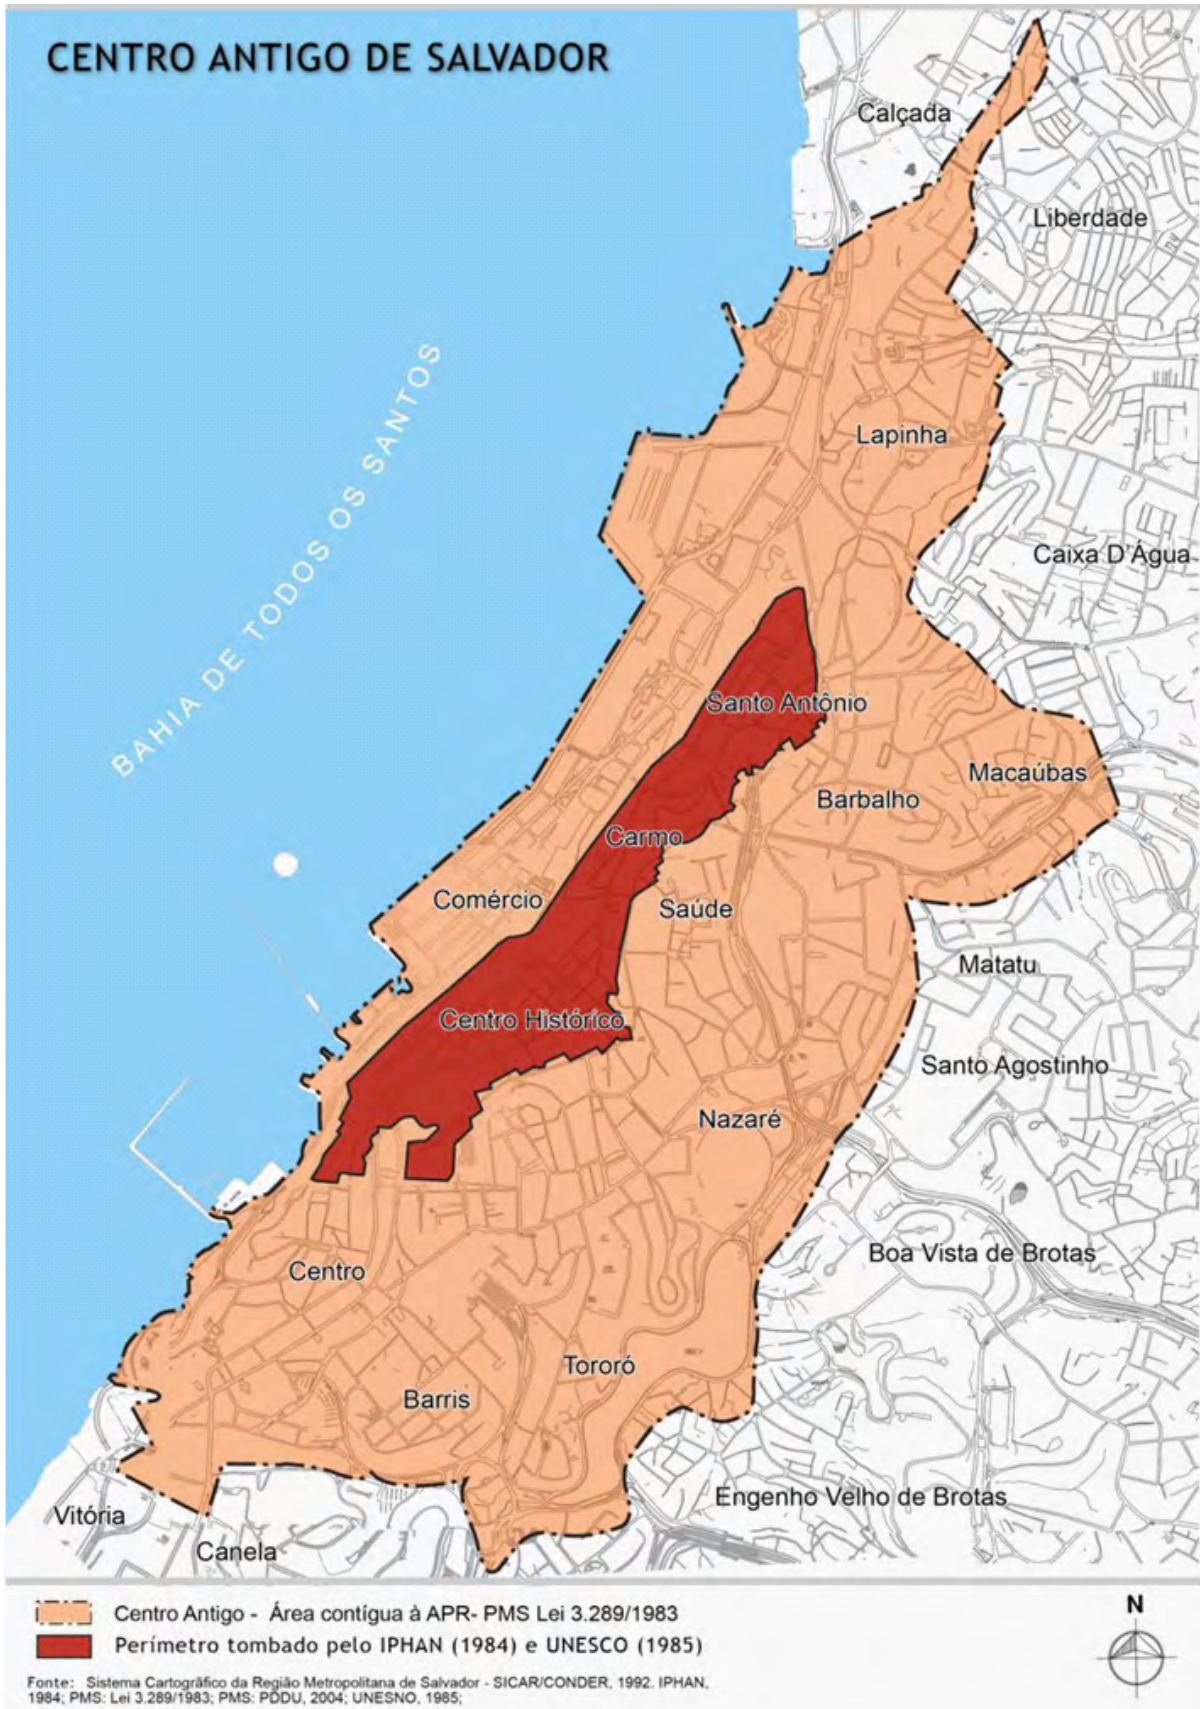 CENTRO ANTIGO DE SALVADOR
Calçada
Liberdade
BAHIA DE TODOS OS SANTOS
Lapinha
Caixa D'Água
Santo Antônio
Macaúbas
Barbalho
Carmo
Comércio
Saúde
Matatu
Centro Histórico
Santo Agostinho
Nazaré
Boa Vista de Brotas
Centro
Tororó
Barris
Engenho Velho de Brotas
Vitória
Canela
Centro Antigo - Área contígua à APR- PMS Lei 3.289/1983
N
Perímetro tombado pelo IPHAN (1984) e UNESCO (1985)
Fonte: Sistema Cartográfico da Região Metropolitana de Salvador - SICAR/CONDER, 1992. IPHAN,
1984; PMS: Lei 3.289/1983; PMS: PDDU, 2004; UNESNO, 1985;